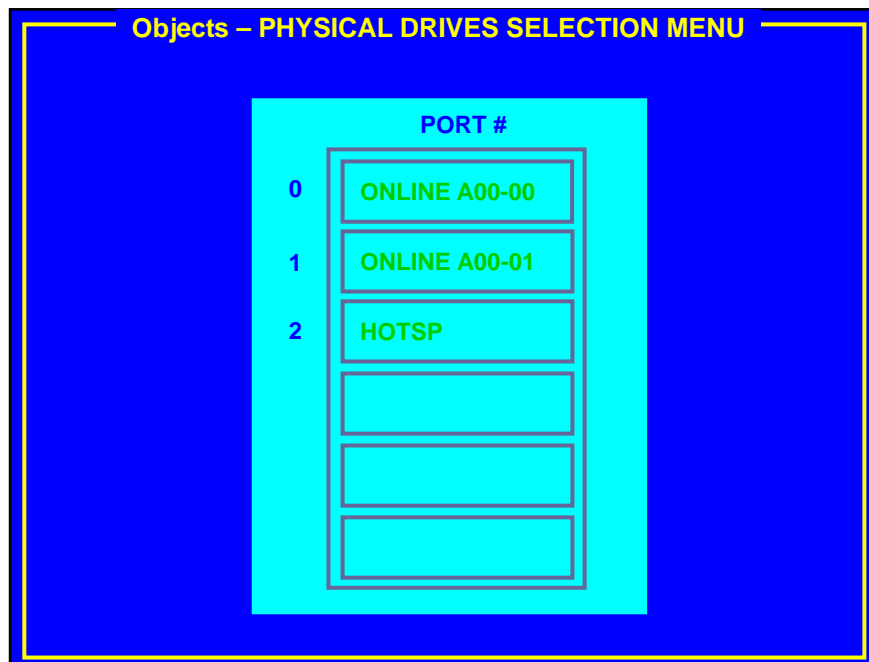 Objects – PHYSICAL DRIVES SELECTION MENU
PORT #
0 ONLINE A00-00
1 ONLINE A00-01
2 HOTSP